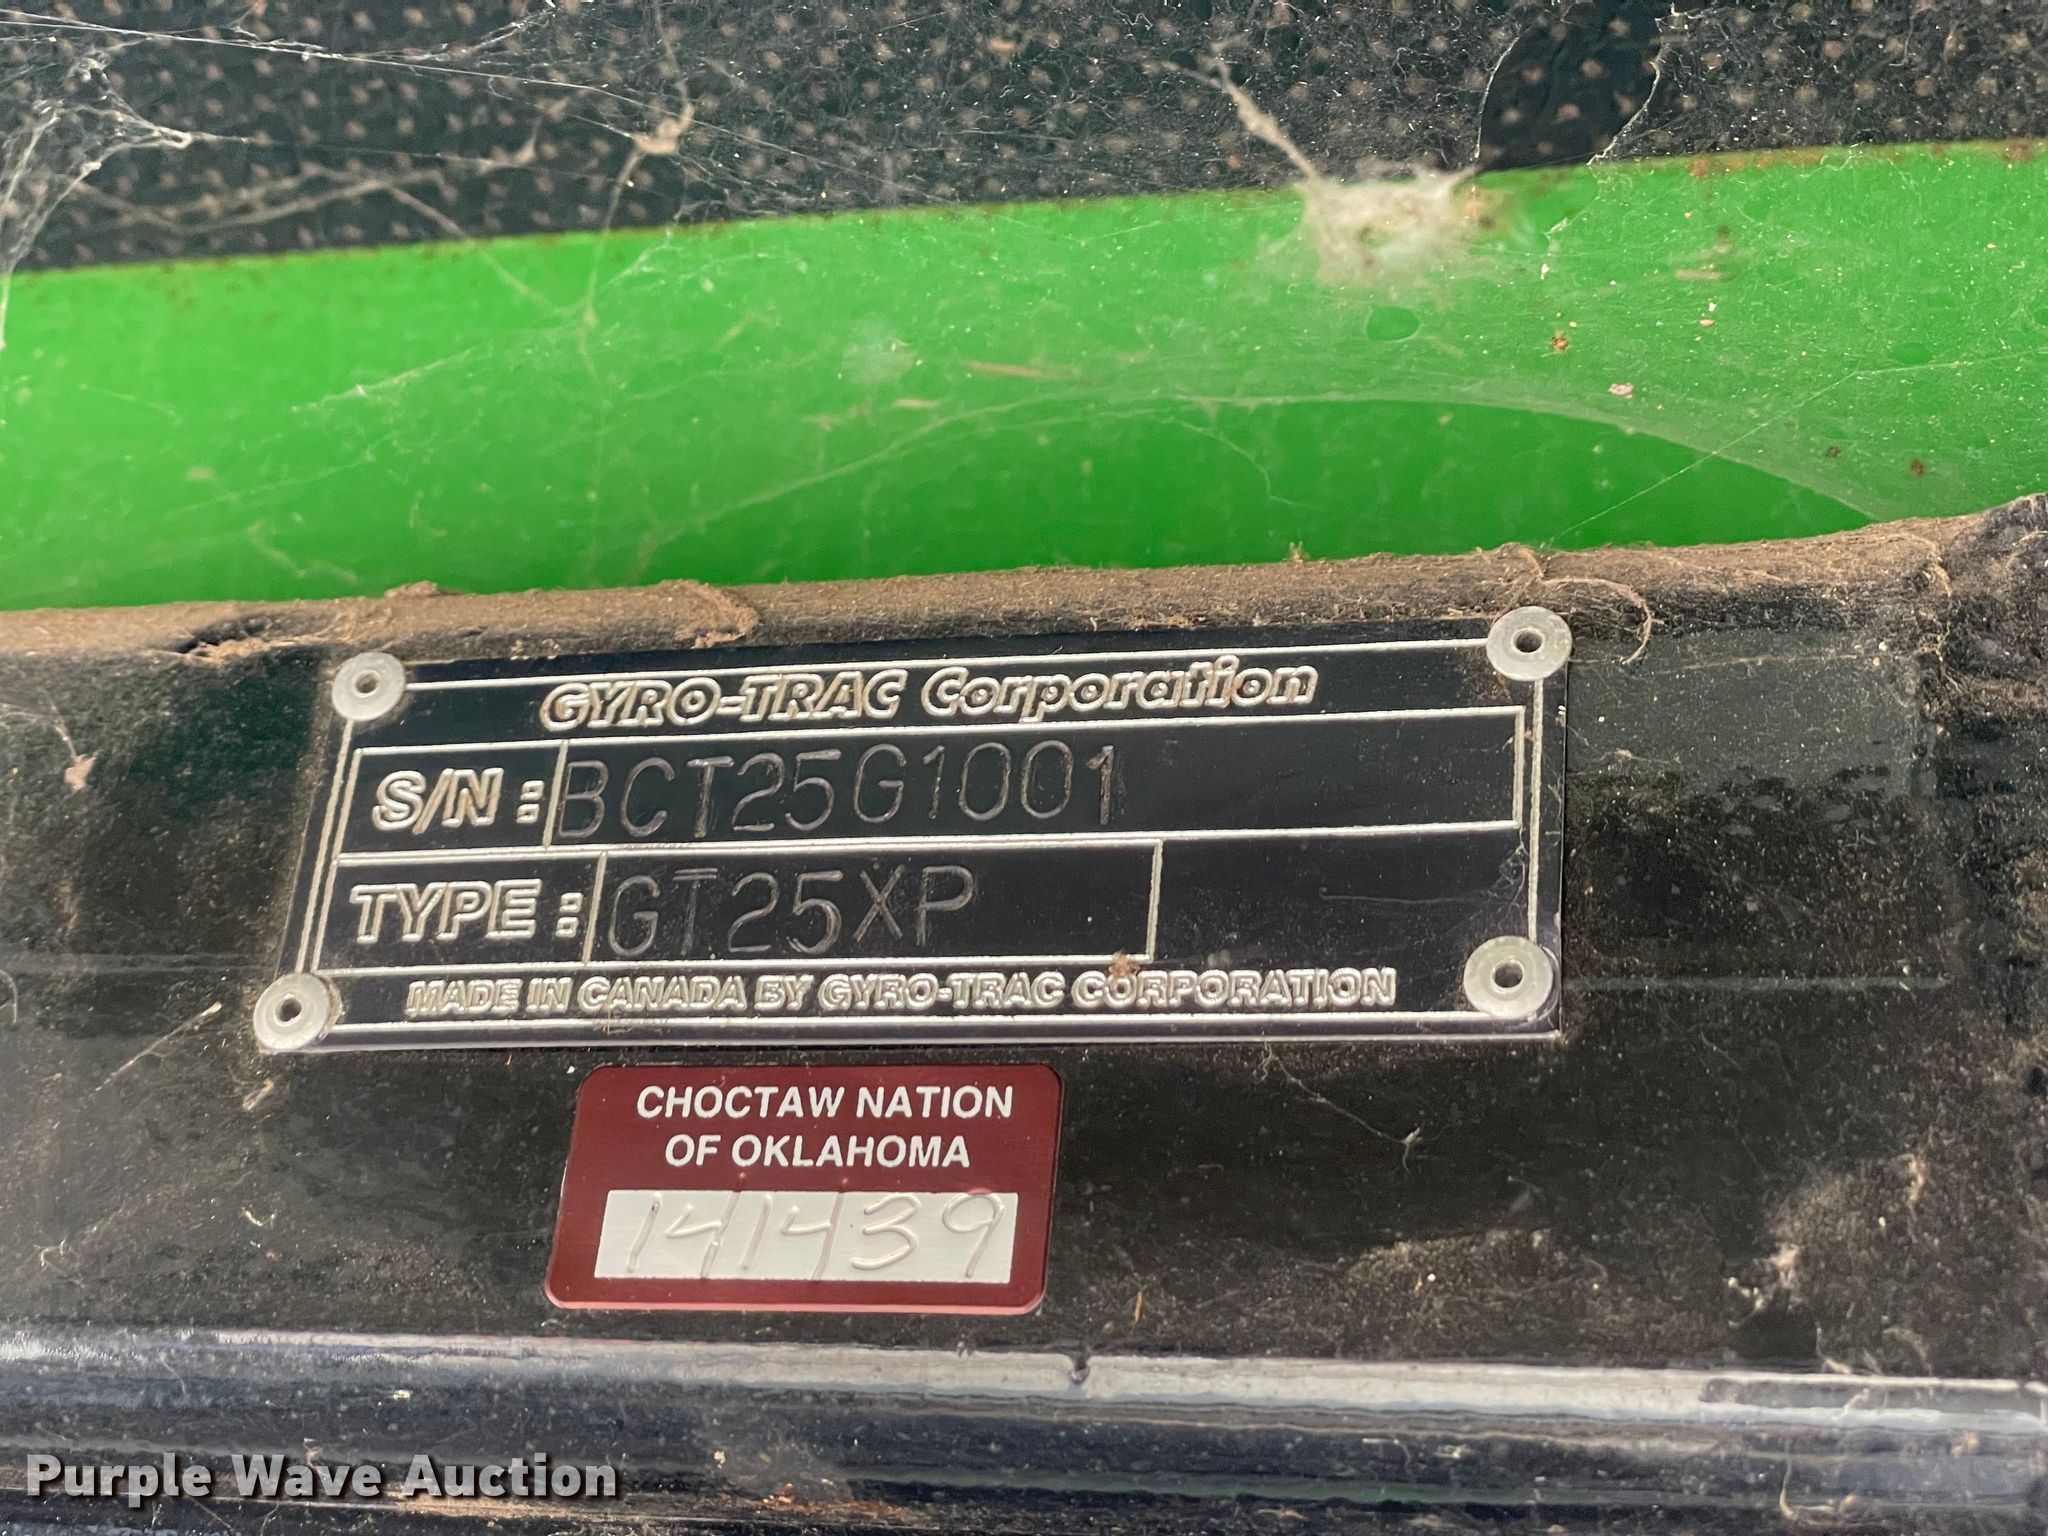 GYRO-TRAC Corporation
S/N : BCT25G1001
TYPE : GT25XP
MADE IN CANADA BY GYRO-TRAC CORPORATION
CHOCTAW NATION
OF OKLAHOMA
141439
Purple Wave Auction